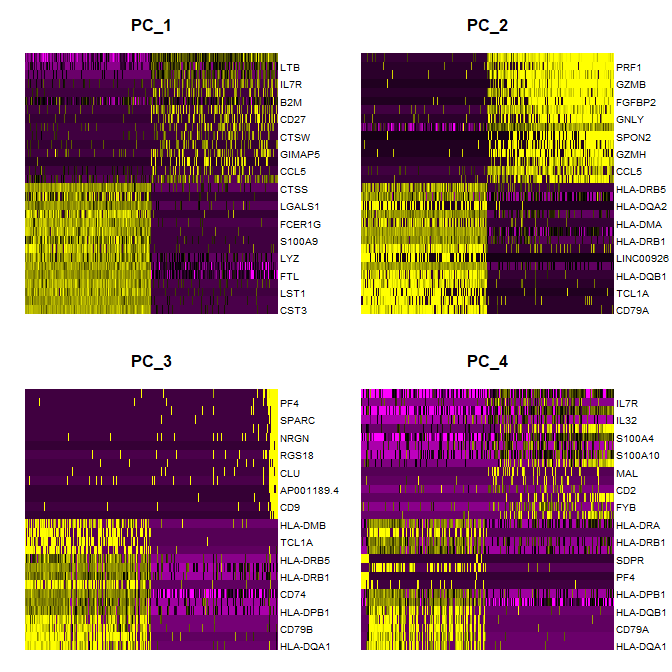 PC_1
LTB
IL7R
B2M
CD27
CTSW
GIMAP5
CCL5
CTSS
LGALS1
FCER1G
S100A9
LYZ
FTL
LST1
CST3
PC_2
PRF1
GZMB
FGFBP2
GNLY
SPON2
GZMH
CCL5
HLA-DRB5
HLA-DQA2
HLA-DMA
HLA-DRB1
LINC00926
HLA-DQB1
TCL1A
CD79A
PC_3
PF4
SPARC
NRGN
RGS18
CLU
AP001189.4
CD9
HLA-DMB
TCL1A
HLA-DRB5
HLA-DRB1
CD74
HLA-DPB1
CD79B
HLA-DQA1
PC_4
IL7R
IL32
S100A4
S100A10
MAL
CD2
FYB
HLA-DRA
HLA-DRB1
SDPR
PF4
HLA-DPB1
HLA-DQB1
CD79A
HLA-DQA1